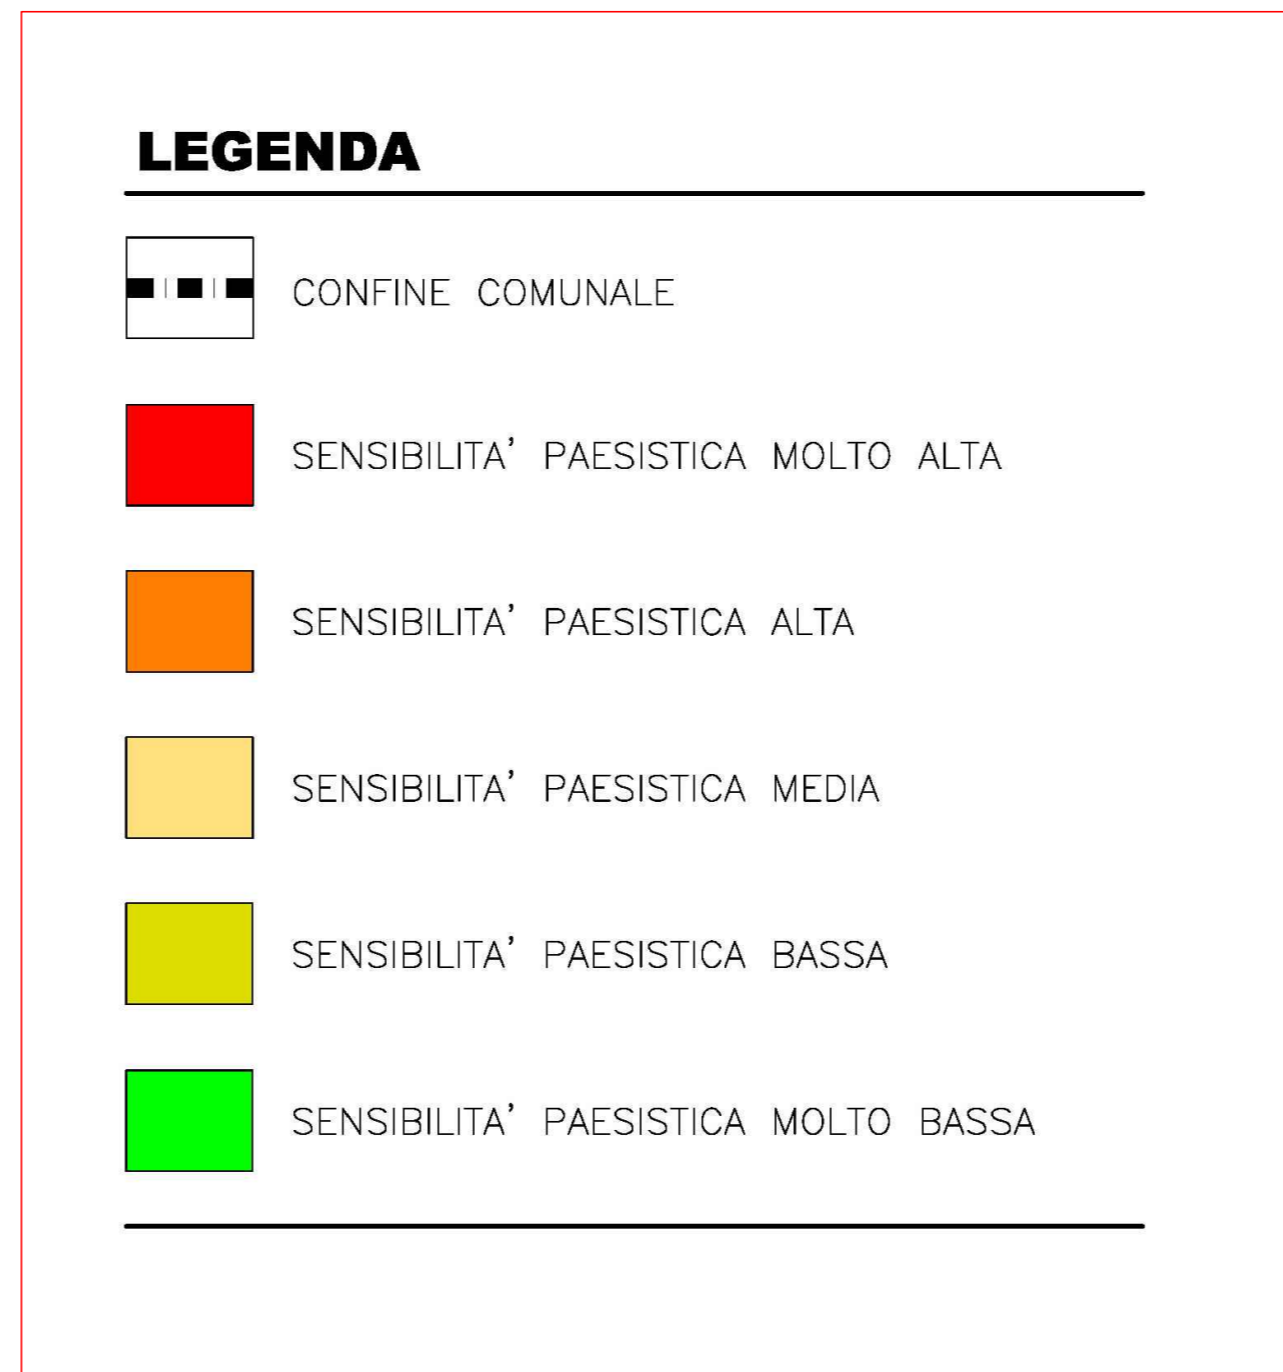 LEGENDA
CONFINE COMUNALE
SENSIBILITA' PAESISTICA MOLTO ALTA
SENSIBILITA' PAESISTICA ALTA
SENSIBILITA' PAESISTICA MEDIA
SENSIBILITA' PAESISTICA BASSA
SENSIBILITA' PAESISTICA MOLTO BASSA